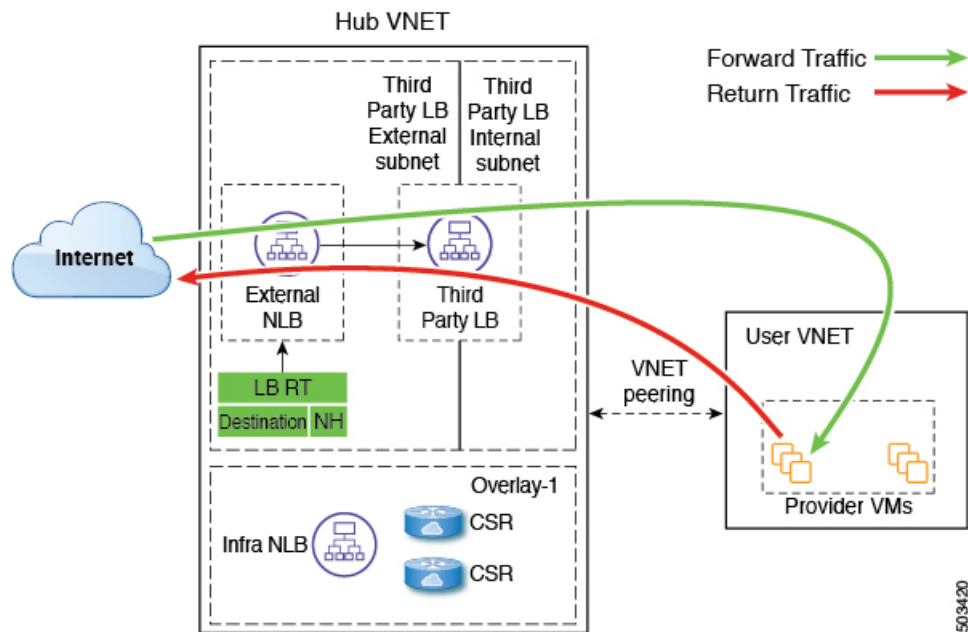 Hub VNET
Forward Traffic
Return Traffic
Third
Party LB
External
subnet
Third
Party LB
Internal
subnet
Internet
External
NLB
Third
Party LB
LB RT
Destination
NH
VNET
peering
User VNET
Provider VMs
Overlay-1
Infra NLB
CSR
CSR
503420